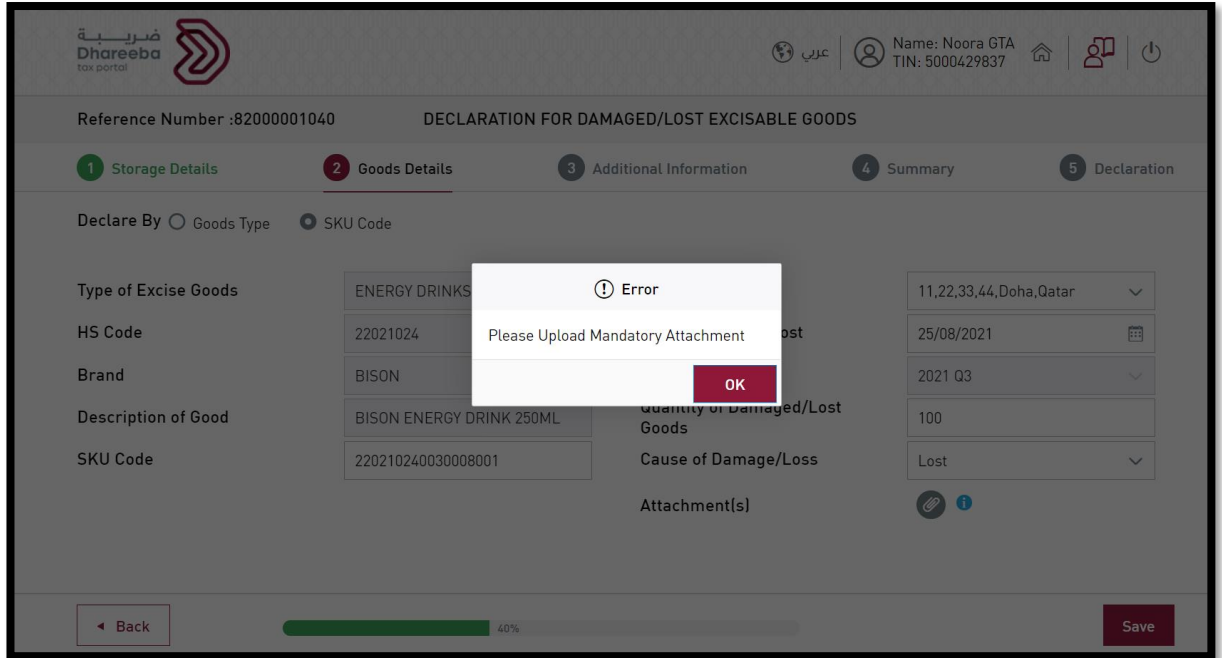 ضريبة
Dhareeba
tax portal
عربي
Name: Noora GTA
TIN: 5000429837
Reference Number :82000001040
DECLARATION FOR DAMAGED/LOST EXCISABLE GOODS
1 Storage Details
2 Goods Details
3 Additional Information
4 Summary
5 Declaration
Declare By Goods Type SKU Code
Type of Excise Goods ENERGY DRINKS
11,22,33,44,Doha,Qatar
HS Code 22021024
ost 25/08/2021
Brand BISON
2021 Q3
Description of Good BISON ENERGY DRINK 250ML
Quantity of Damaged/Lost
Goods
100
SKU Code 220210240030008001
Cause of Damage/Loss Lost
Attachment(s)
Error
Please Upload Mandatory Attachment
OK
Back
40%
Save